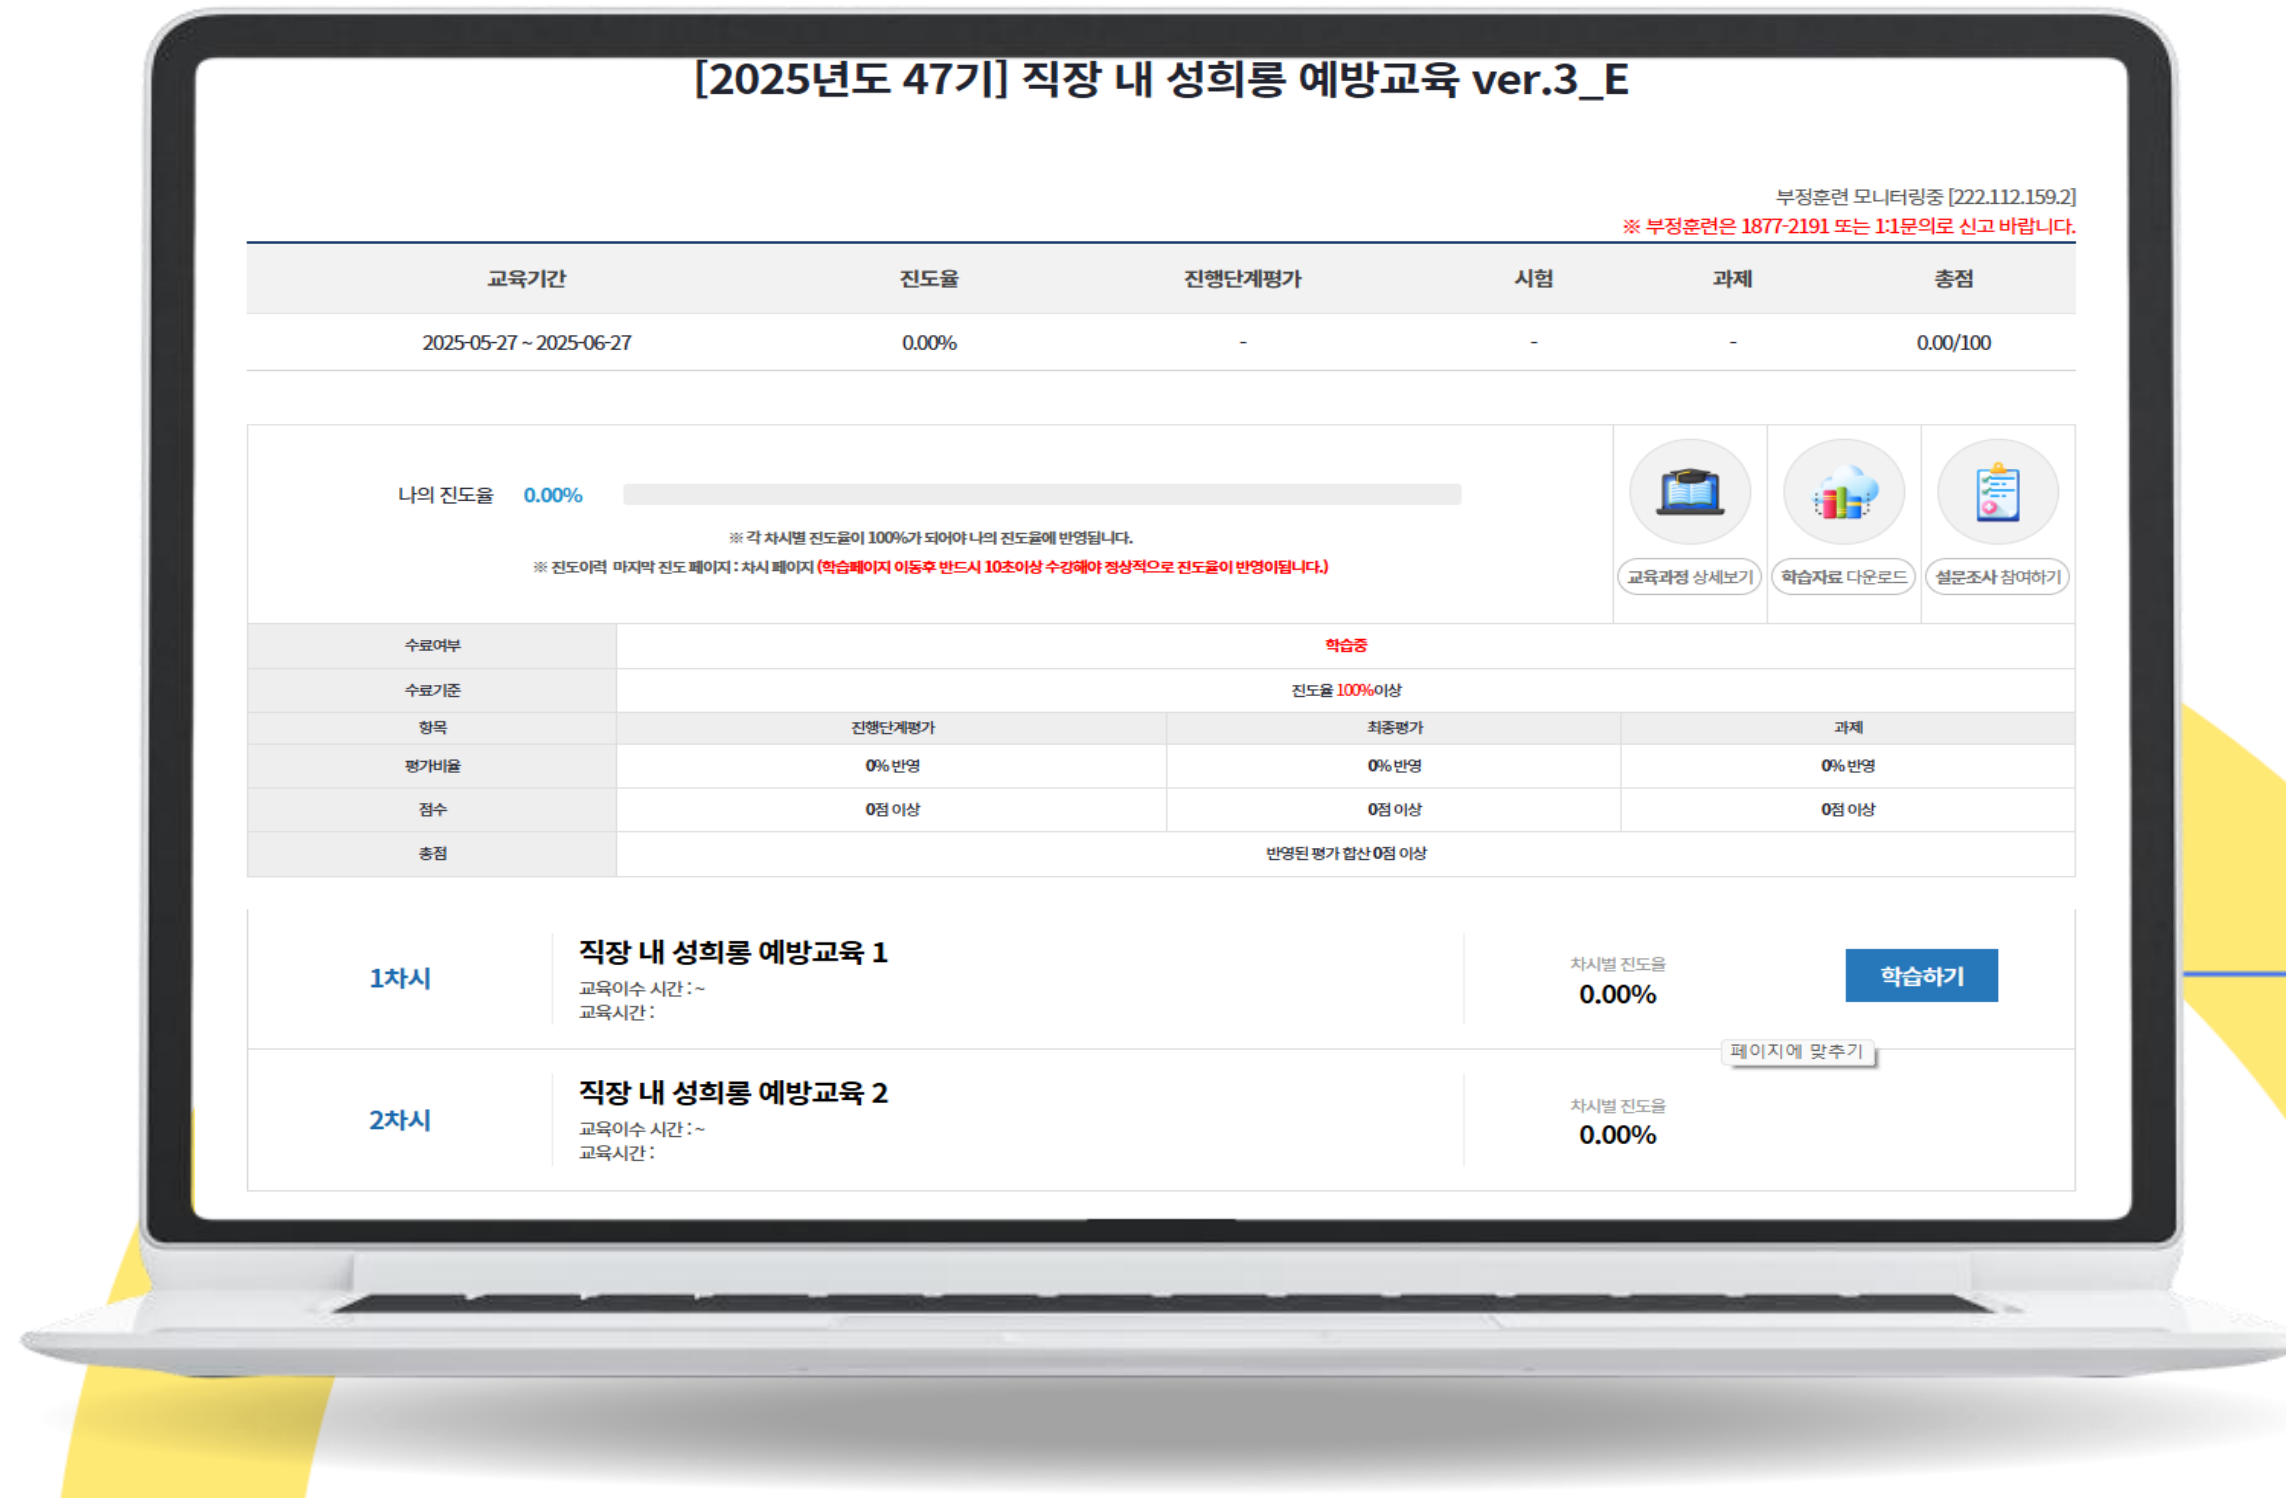 [2025년도 47기] 직장 내 성희롱 예방교육 ver.3_E
부정훈련 모니터링중 [222.112.159.2]
※ 부정훈련은 1877-2191 또는 1:1문의로 신고 바랍니다.
교육기간 진도율 진행단계평가 시험 과제 총점
2025-05-27 ~ 2025-06-27 0.00% - - - 0.00/100
나의 진도율 0.00%
※ 각 차시별 진도율이 100%가 되어야 나의 진도율에 반영됩니다.
※ 진도이력 마지막 진도 페이지 : 차시 페이지 (학습페이지 이동후 반드시 10초이상 수강해야 정상적으로 진도율이 반영이됩니다.)
교육과정 상세보기 학습자료 다운로드 설문조사 참여하기
수료여부 학습중
수료기준 진도율 100%이상
항목 진행단계평가 최종평가 과제
평가비율 0% 반영 0% 반영 0% 반영
점수 0점 이상 0점 이상 0점 이상
총점 반영된 평가 합산 0점 이상
1차시
직장 내 성희롱 예방교육 1
교육이수 시간 : ~
교육시간 :
차시별 진도율
0.00%
학습하기
페이지에 맞추기
2차시
직장 내 성희롱 예방교육 2
교육이수 시간 : ~
교육시간 :
차시별 진도율
0.00%